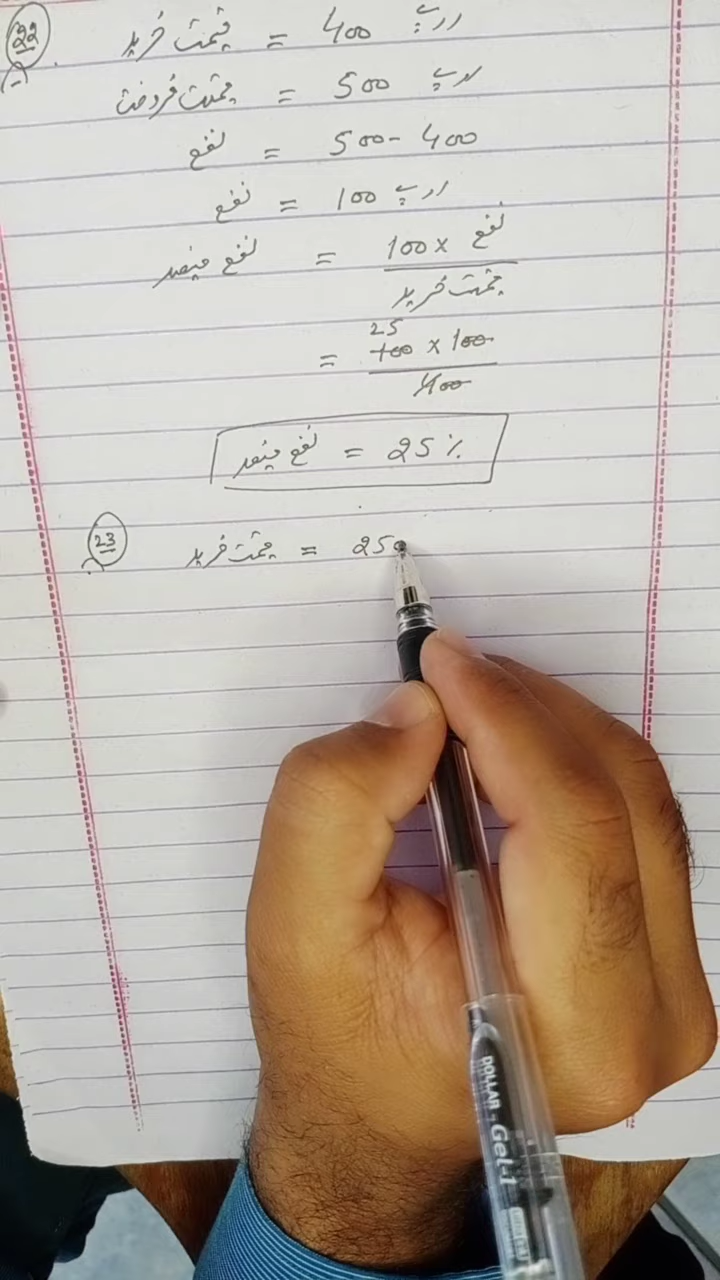 22 قیمت خرید = 400 روپے
قیمت فروخت = 500 روپے
نفع = 500 - 400
نفع = 100 روپے
نفع فیصد = 100 × نفع
قیمت خرید
25
= 100 × 100
400
نفع فیصد = 25 %
23 قیمت خرید = 250
DOLLAR - Gel 1